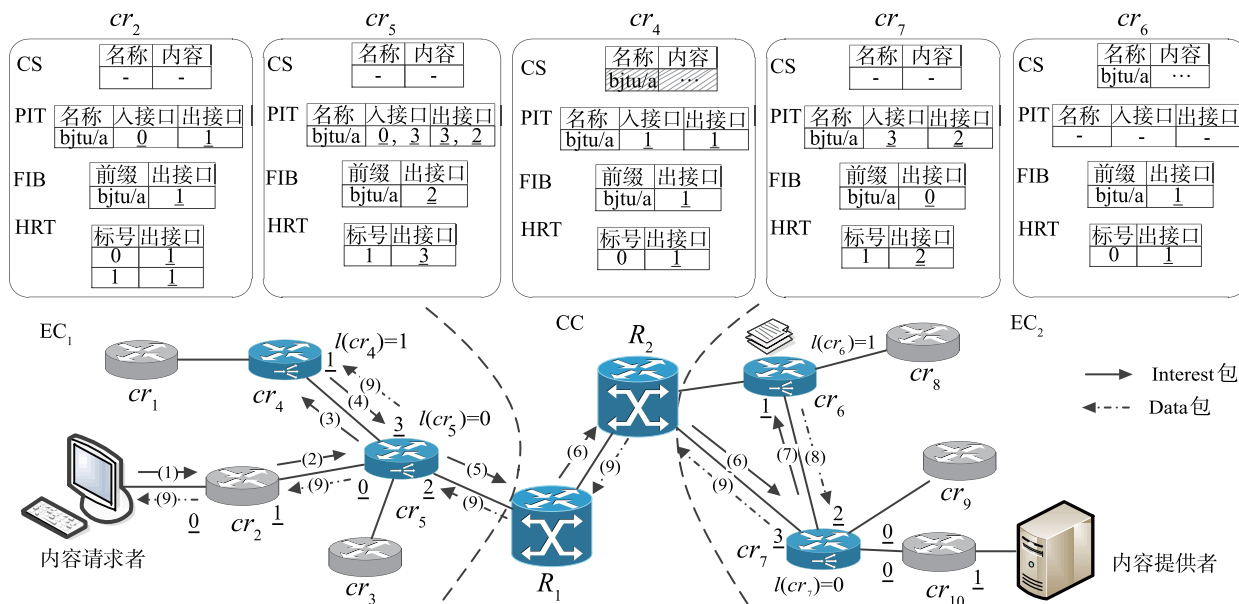 cr2 cr5 cr4 cr7 cr6
CS 名称 内容
- -
PIT 名称 入接口 出接口
bjtu/a 0 1
FIB 前缀 出接口
bjtu/a 1
HRT 标号 出接口
0 1
1 1
CS 名称 内容
- -
PIT 名称 入接口 出接口
bjtu/a 0, 3 3, 2
FIB 前缀 出接口
bjtu/a 2
HRT 标号 出接口
1 3
CS 名称 内容
bjtu/a ...
PIT 名称 入接口 出接口
bjtu/a 1 1
FIB 前缀 出接口
bjtu/a 1
HRT 标号 出接口
0 1
CS 名称 内容
- -
PIT 名称 入接口 出接口
bjtu/a 3 2
FIB 前缀 出接口
bjtu/a 0
HRT 标号 出接口
1 2
CS 名称 内容
bjtu/a ...
PIT 名称 入接口 出接口
- - -
FIB 前缀 出接口
bjtu/a 1
HRT 标号 出接口
0 1
EC1 CC EC2
R2
l(cr4)=1
1
cr1
cr4
(9)
(4)
(3)
3
l(cr5)=0
(1)
(9)
0
cr2
1
(2)
(9)
0
cr5
2
(5)
(9)
cr3
R1
(6)
(9)
内容请求者
l(cr6)=1
cr8
cr6
1
(7)
(8)
(6)
(9)
2
3
cr7
l(cr7)=0
cr9
0
0
cr10
1
内容提供者
Interest包
Data包